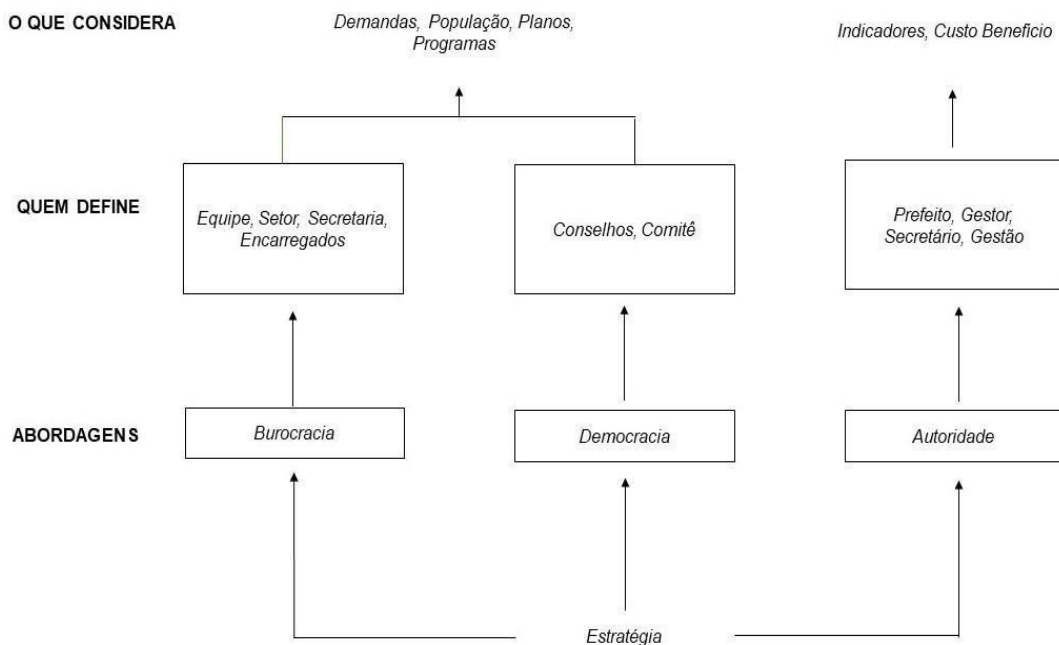 O QUE CONSIDERA
Demandas, População, Planos,
Programas
Indicadores, Custo Benefício
QUEM DEFINE
Equipe, Setor, Secretaria,
Encarregados
Conselhos, Comitê
Prefeito, Gestor,
Secretário, Gestão
ABORDAGENS
Burocracia
Democracia
Autoridade
Estratégia